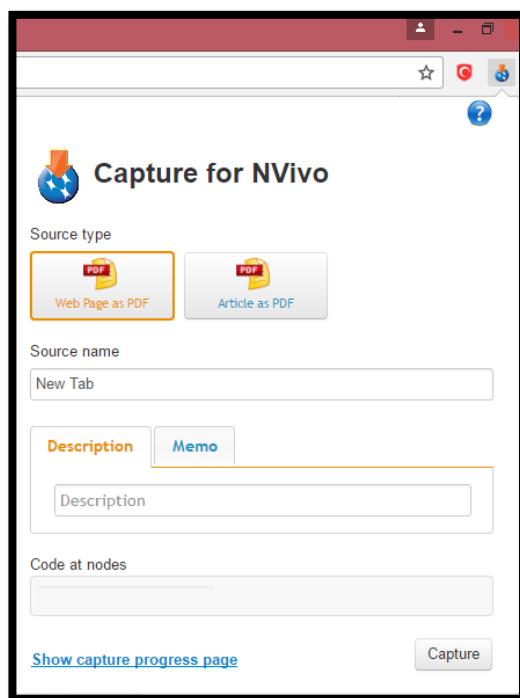 ?
Capture for NVivo
Source type
PDF PDF
Web Page as PDF Article as PDF
Source name
New Tab
Description Memo
Description
Code at nodes
Show capture progress page Capture